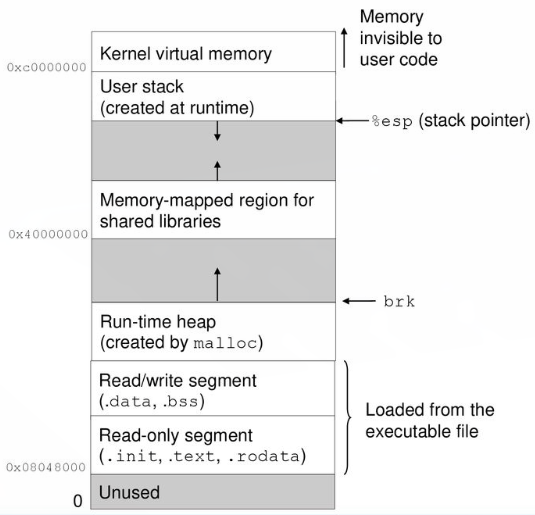 Memory
invisible to
user code
Kernel virtual memory
0xc0000000
User stack
(created at runtime)
%esp (stack pointer)
Memory-mapped region for
shared libraries
0x40000000
brk
Run-time heap
(created by malloc)
Read/write segment
(.data, .bss)
Loaded from the
executable file
Read-only segment
(.init, .text, .rodata)
0x08048000
Unused
0